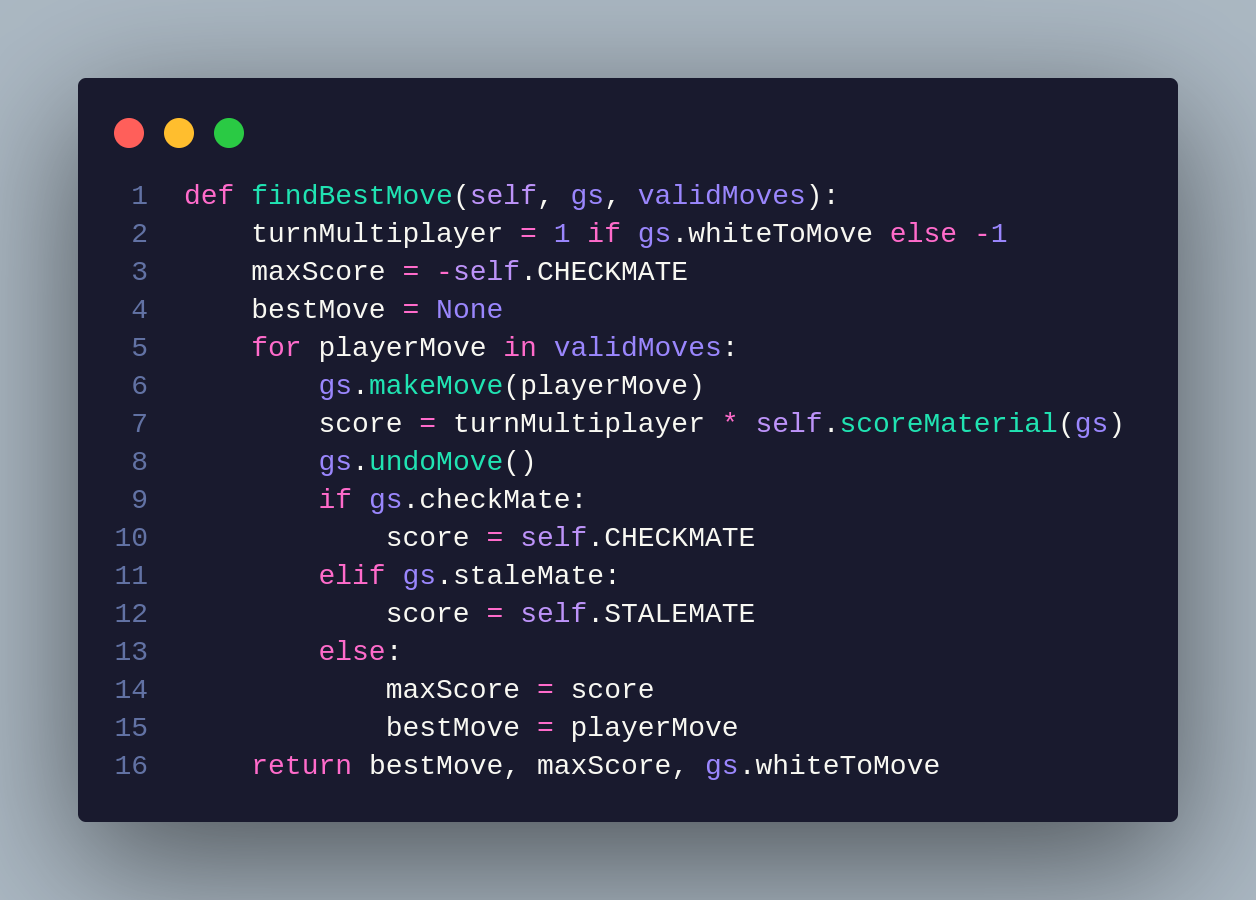 1 def findBestMove(self, gs, validMoves):
2     turnMultiplayer = 1 if gs.whiteToMove else -1
3     maxScore = -self.CHECKMATE
4     bestMove = None
5     for playerMove in validMoves:
6         gs.makeMove(playerMove)
7         score = turnMultiplayer * self.scoreMaterial(gs)
8         gs.undoMove()
9         if gs.checkMate:
10             score = self.CHECKMATE
11         elif gs.staleMate:
12             score = self.STALEMATE
13         else:
14             maxScore = score
15             bestMove = playerMove
16     return bestMove, maxScore, gs.whiteToMove